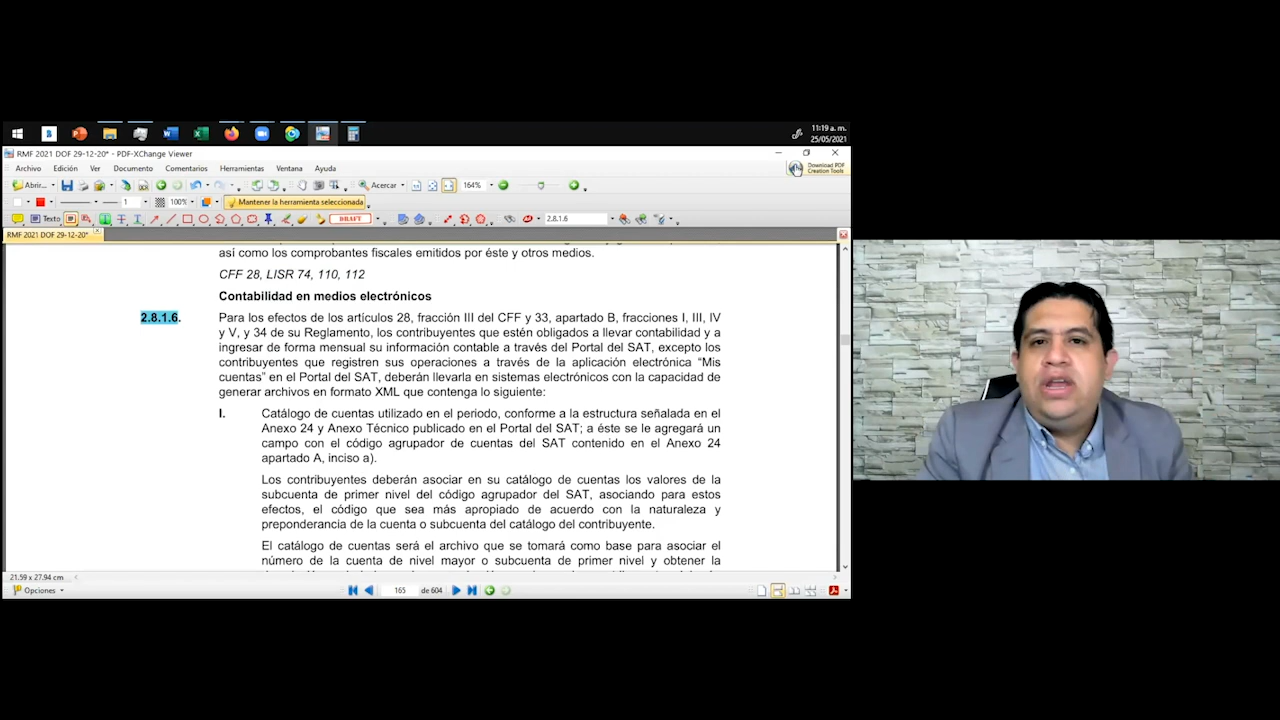 11:19 a. m.
25/05/2021
RMF 2021 DOF 29-12-20* - PDF-XChange Viewer
Archivo Edición Ver Documento Comentarios Herramientas Ventana Ayuda
Download PDF
Creation Tools
Abrir... Acercar 164%
1 100% Mantener la herramienta seleccionada
Texto DRAFT 2.8.1.6
RMF 2021 DOF 29-12-20*
así como los comprobantes fiscales emitidos por éste y otros medios.
CFF 28, LISR 74, 110, 112
Contabilidad en medios electrónicos
2.8.1.6. Para los efectos de los artículos 28, fracción III del CFF y 33, apartado B, fracciones I, III, IV
y V, y 34 de su Reglamento, los contribuyentes que estén obligados a llevar contabilidad y a
ingresar de forma mensual su información contable a través del Portal del SAT, excepto los
contribuyentes que registren sus operaciones a través de la aplicación electrónica “Mis
cuentas” en el Portal del SAT, deberán llevarla en sistemas electrónicos con la capacidad de
generar archivos en formato XML que contenga lo siguiente:
I. Catálogo de cuentas utilizado en el periodo, conforme a la estructura señalada en el
Anexo 24 y Anexo Técnico publicado en el Portal del SAT; a éste se le agregará un
campo con el código agrupador de cuentas del SAT contenido en el Anexo 24
apartado A, inciso a).
Los contribuyentes deberán asociar en su catálogo de cuentas los valores de la
subcuenta de primer nivel del código agrupador del SAT, asociando para estos
efectos, el código que sea más apropiado de acuerdo con la naturaleza y
preponderancia de la cuenta o subcuenta del catálogo del contribuyente.
El catálogo de cuentas será el archivo que se tomará como base para asociar el
número de la cuenta de nivel mayor o subcuenta de primer nivel y obtener la
21.59 x 27.94 cm
Opciones 165 de 604